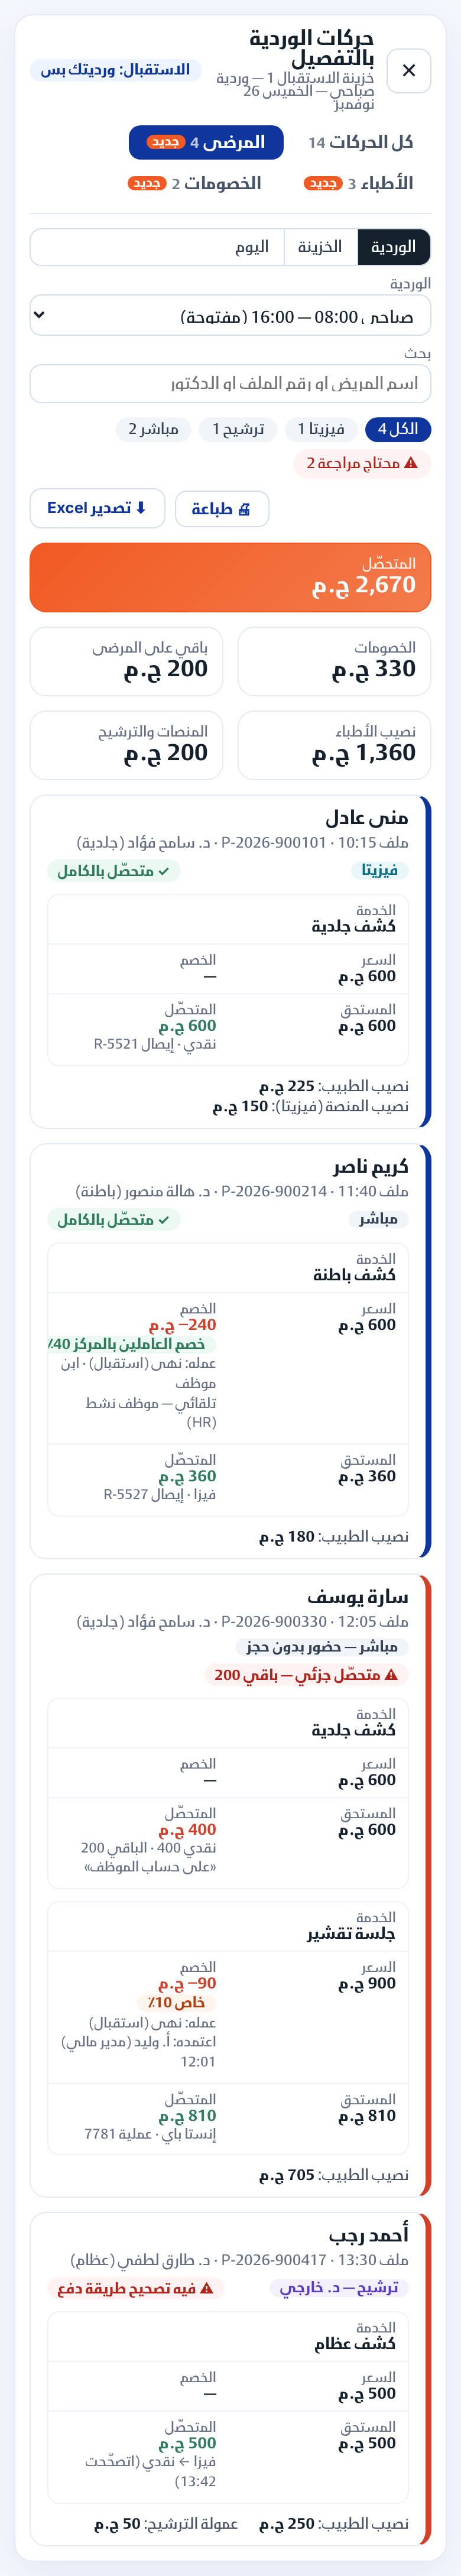 حركات الوردية
بالتفصيل
خزينة الاستقبال 1 — وردية
صباحي — الخميس 26
نوفمبر
×
الاستقبال: ورديتك بس
كل الحركات 14
المرضى 4 جديد
الأطباء 3 جديد
الخصومات 2 جديد
الوردية
الخزينة
اليوم
الوردية
صباحي 08:00 — 16:00 (مفتوحة)
بحث
اسم المريض أو رقم الملف أو الدكتور
الكل 4
فيزيتا 1
ترشيح 1
مباشر 2
⚠ محتاج مراجعة 2
🖨 طباعة
⬇ تصدير Excel
المتحصّل
2,670 ج.م
الخصومات
330 ج.م
باقي على المرضى
200 ج.م
نصيب الأطباء
1,360 ج.م
المنصات والترشيح
200 ج.م
منى عادل
ملف P-2026-900101 · 10:15 · د. سامح فؤاد (جلدية)
فيزيتا
✓ متحصّل بالكامل
الخدمة
كشف جلدية
السعر
600 ج.م
الخصم
—
المستحق
600 ج.م
المتحصّل
600 ج.م
نقدي · إيصال R-5521
نصيب الطبيب: 225 ج.م
نصيب المنصة (فيزيتا): 150 ج.م
كريم ناصر
ملف P-2026-900214 · 11:40 · د. هالة منصور (باطنة)
مباشر
✓ متحصّل بالكامل
الخدمة
كشف باطنة
السعر
600 ج.م
الخصم
−240 ج.م
خصم العاملين بالمركز 40٪
عمله: نهى (استقبال) · ابن
موظف
تلقائي — موظف نشط
(HR)
المستحق
360 ج.م
المتحصّل
360 ج.م
فيزا · إيصال R-5527
نصيب الطبيب: 180 ج.م
سارة يوسف
ملف P-2026-900330 · 12:05 · د. سامح فؤاد (جلدية)
مباشر — حضور بدون حجز
⚠ متحصّل جزئي — باقي 200
الخدمة
كشف جلدية
السعر
600 ج.م
الخصم
—
المستحق
600 ج.م
المتحصّل
400 ج.م
نقدي 400 · الباقي 200
«على حساب الموظف»
الخدمة
جلسة تقشير
السعر
900 ج.م
الخصم
−90 ج.م
خاص 10٪
عمله: نهى (استقبال)
اعتمده: أ. وليد (مدير مالي)
12:01
المستحق
810 ج.م
المتحصّل
810 ج.م
إنستا باي · عملية 7781
نصيب الطبيب: 705 ج.م
أحمد رجب
ملف P-2026-900417 · 13:30 · د. طارق لطفي (عظام)
ترشيح — د. خارجي
⚠ فيه تصحيح طريقة دفع
الخدمة
كشف عظام
السعر
500 ج.م
الخصم
—
المستحق
500 ج.م
المتحصّل
500 ج.م
فيزا ← نقدي (اتصحّحت
13:42)
نصيب الطبيب: 250 ج.م
عمولة الترشيح: 50 ج.م